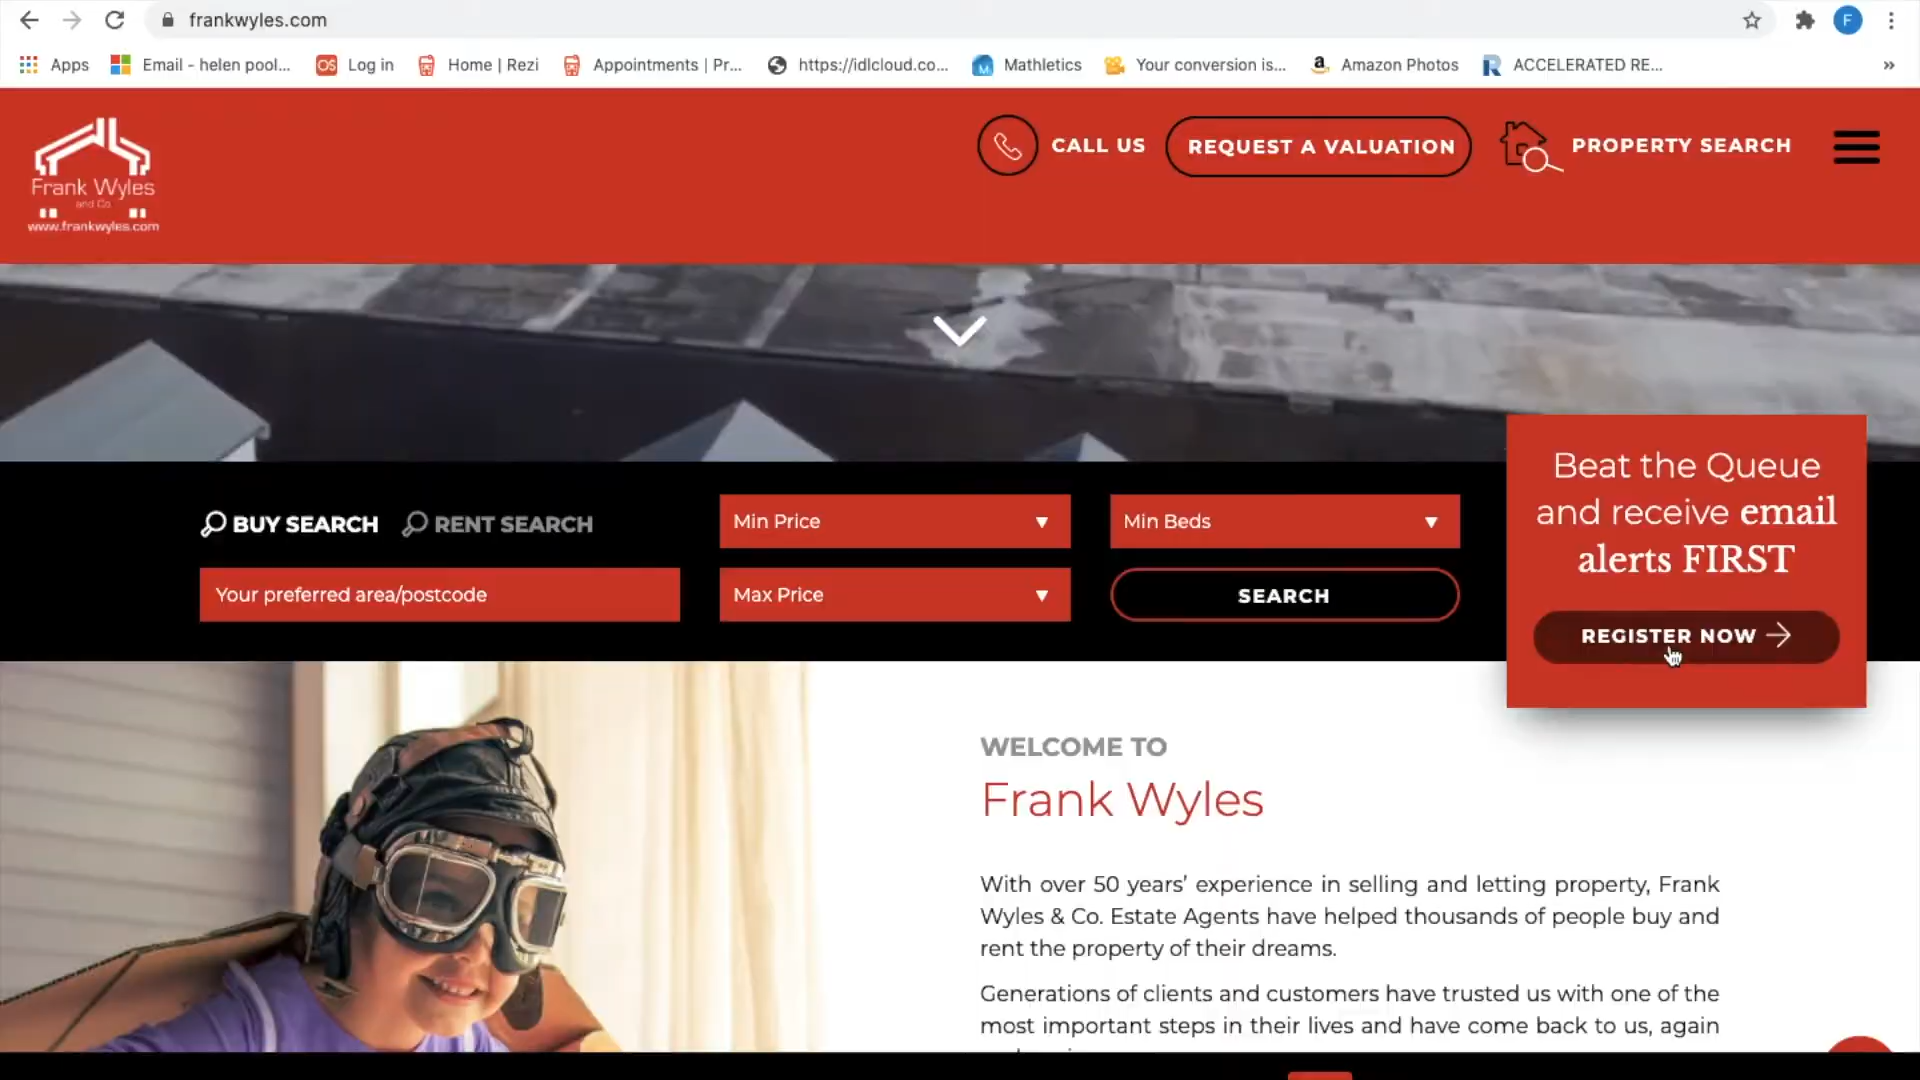 frankwyles.com
F
Apps
Email - helen pool...
Log in
Home | Rezi
Appointments | Pr...
https://idlcloud.co...
Mathletics
Your conversion is...
Amazon Photos
ACCELERATED RE...
»
Frank Wyles
and Co
www.frankwyles.com
CALL US
REQUEST A VALUATION
PROPERTY SEARCH
BUY SEARCH
RENT SEARCH
Min Price
Min Beds
Your preferred area/postcode
Max Price
SEARCH
Beat the Queue
and receive email
alerts FIRST
REGISTER NOW
WELCOME TO
Frank Wyles
With over 50 years’ experience in selling and letting property, Frank
Wyles & Co. Estate Agents have helped thousands of people buy and
rent the property of their dreams.
Generations of clients and customers have trusted us with one of the
most important steps in their lives and have come back to us, again